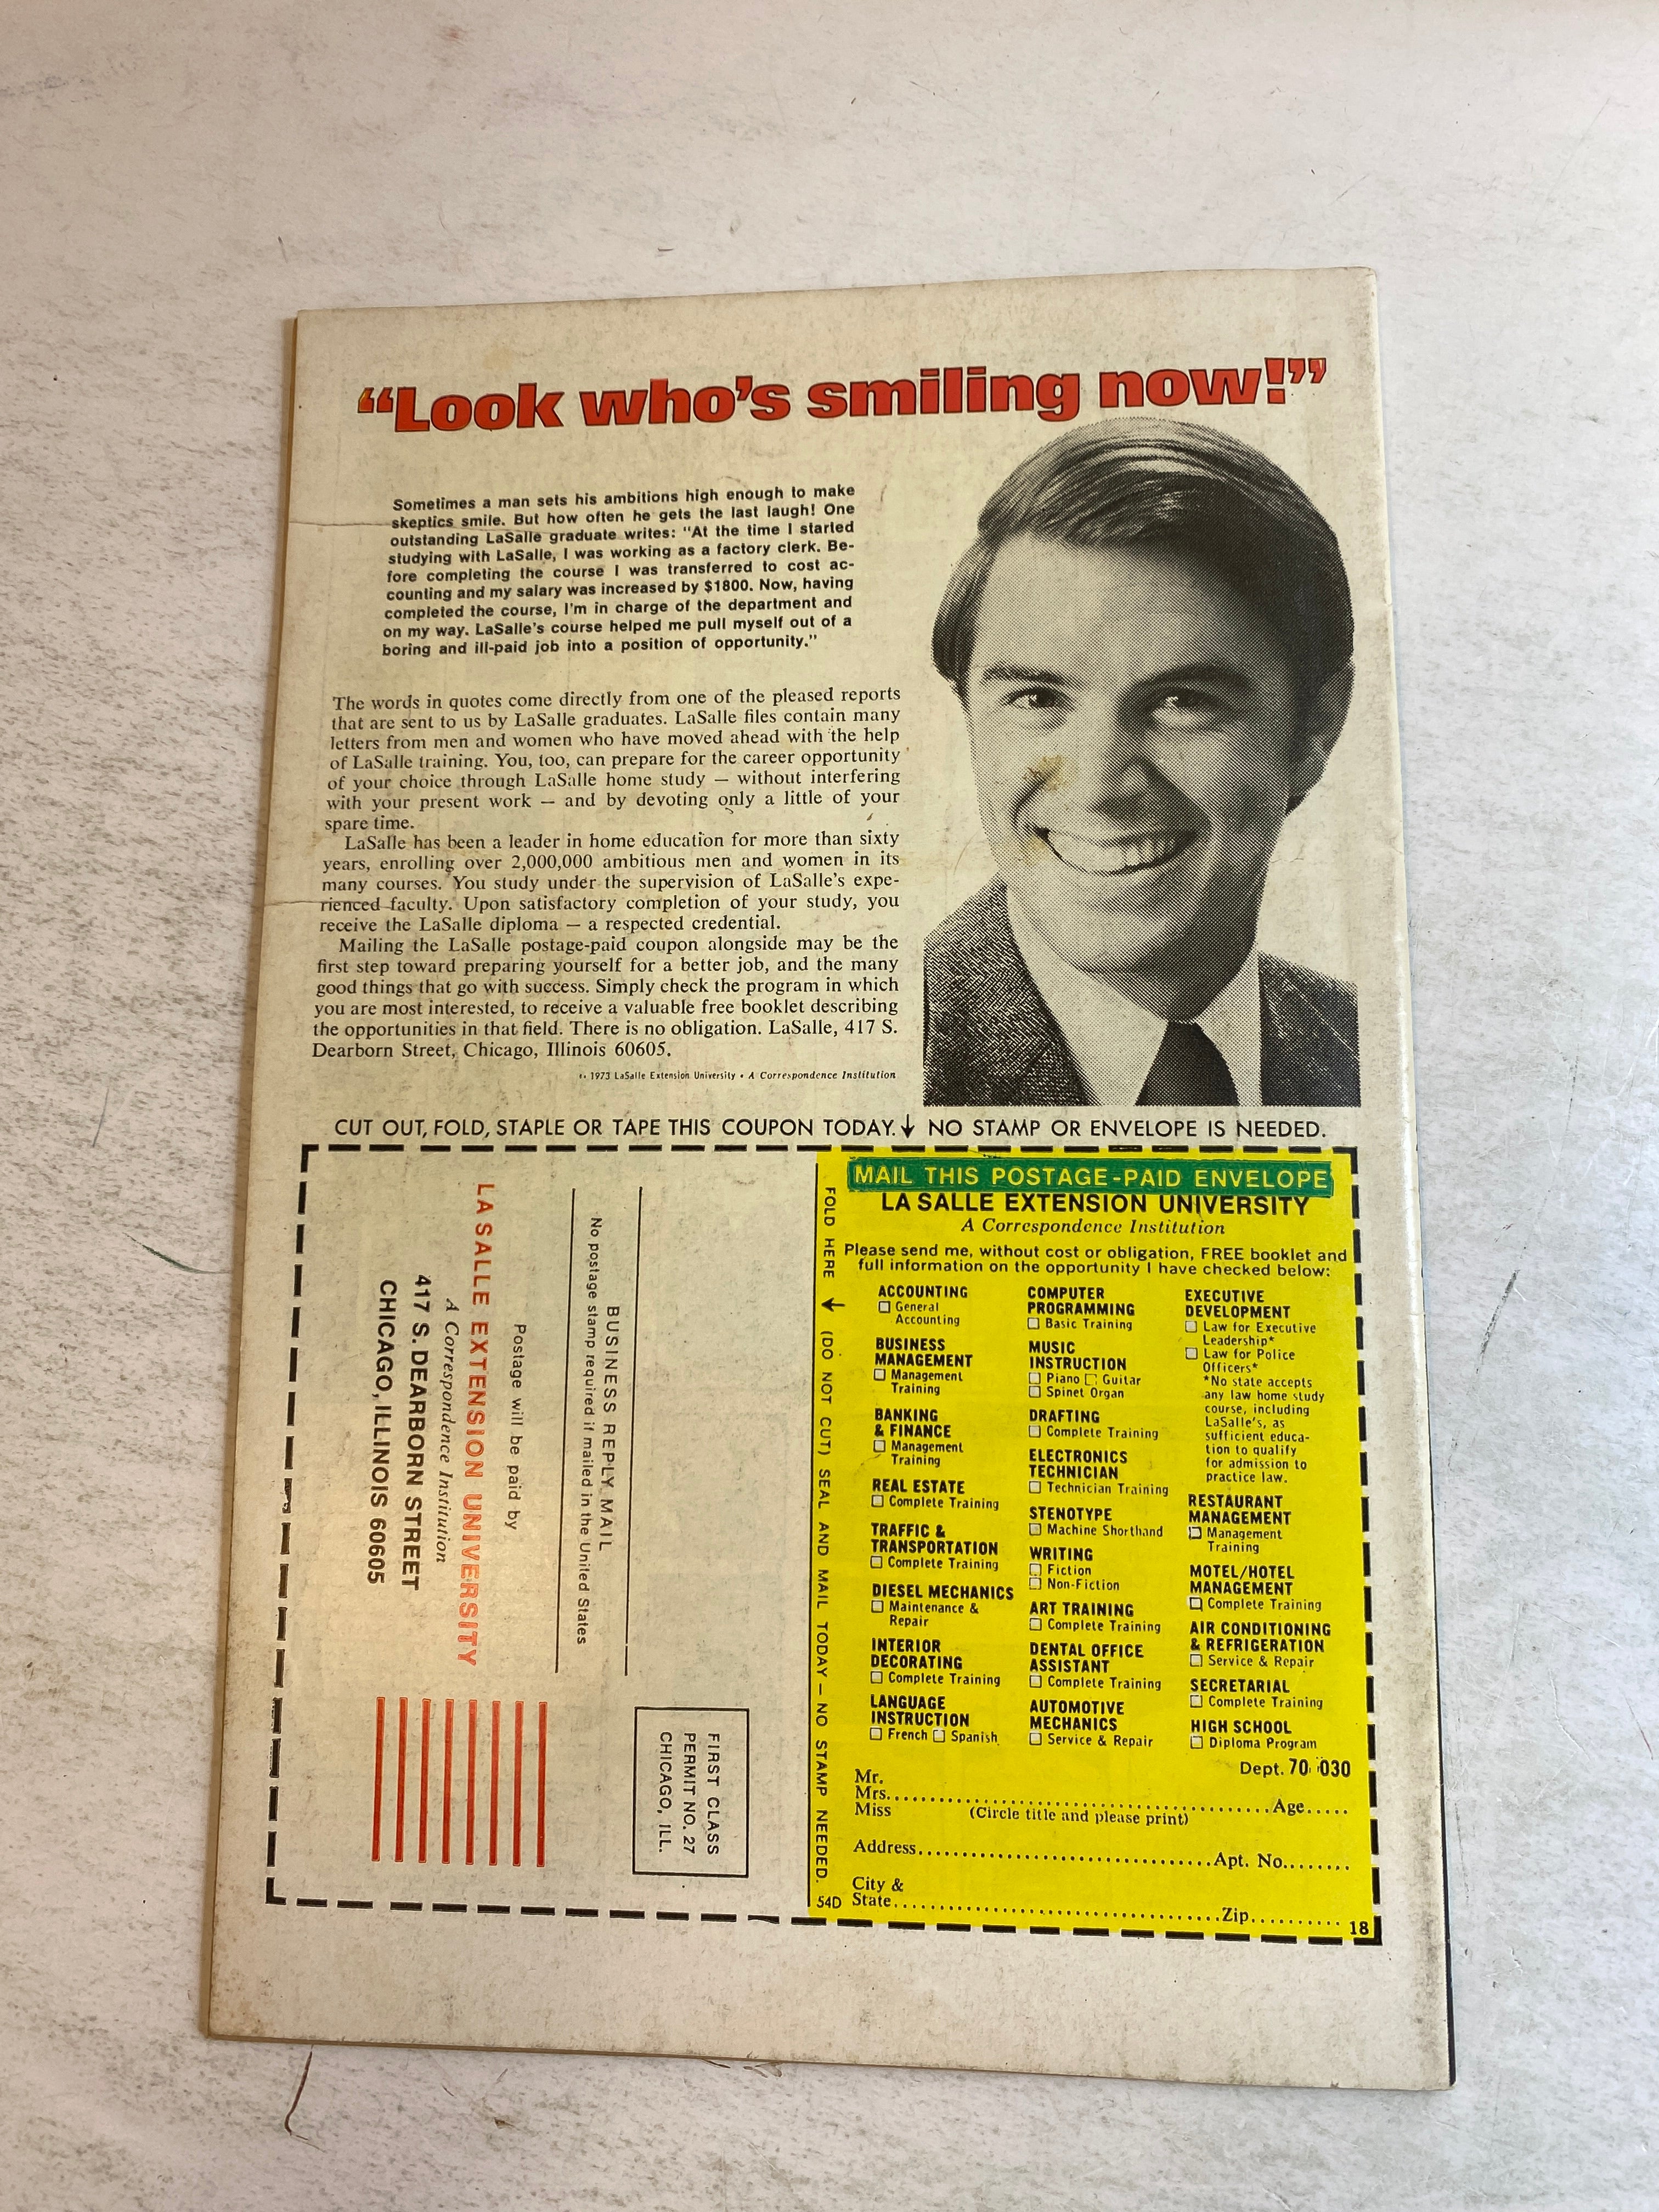 “Look who’s smiling now!”
Sometimes a man sets his ambitions high enough to make
skeptics smile. But how often he gets the last laugh! One
outstanding LaSalle graduate writes: "At the time I started
studying with LaSalle, I was working as a factory clerk. Be-
fore completing the course I was transferred to cost ac-
counting and my salary was increased by $1800. Now, having
completed the course, I'm in charge of the department and
on my way. LaSalle's course helped me pull myself out of a
boring and ill-paid job into a position of opportunity."
The words in quotes come directly from one of the pleased reports
that are sent to us by LaSalle graduates. LaSalle files contain many
letters from men and women who have moved ahead with the help
of LaSalle training. You, too, can prepare for the career opportunity
of your choice through LaSalle home study — without interfering
with your present work — and by devoting only a little of your
spare time.
LaSalle has been a leader in home education for more than sixty
years, enrolling over 2,000,000 ambitious men and women in its
many courses. You study under the supervision of LaSalle's expe-
rienced faculty. Upon satisfactory completion of your study, you
receive the LaSalle diploma — a respected credential.
Mailing the LaSalle postage-paid coupon alongside may be the
first step toward preparing yourself for a better job, and the many
good things that go with success. Simply check the program in which
you are most interested, to receive a valuable free booklet describing
the opportunities in that field. There is no obligation. LaSalle, 417 S.
Dearborn Street, Chicago, Illinois 60605.
1973 LaSalle Extension University • A Correspondence Institution
CUT OUT, FOLD, STAPLE OR TAPE THIS COUPON TODAY. ↓ NO STAMP OR ENVELOPE IS NEEDED.
FIRST CLASS
PERMIT NO. 27
CHICAGO, ILL.
BUSINESS REPLY MAIL
No postage stamp required if mailed in the United States
Postage will be paid by
LA SALLE EXTENSION UNIVERSITY
A Correspondence Institution
417 S. DEARBORN STREET
CHICAGO, ILLINOIS 60605
FOLD HERE ↓ (DO NOT CUT) SEAL AND MAIL TODAY — NO STAMP NEEDED.
54D
MAIL THIS POSTAGE-PAID ENVELOPE
LA SALLE EXTENSION UNIVERSITY
A Correspondence Institution
Please send me, without cost or obligation, FREE booklet and
full information on the opportunity I have checked below:
ACCOUNTING
☐ General
Accounting
BUSINESS
MANAGEMENT
☐ Management
Training
BANKING
& FINANCE
☐ Management
Training
REAL ESTATE
☐ Complete Training
TRAFFIC &
TRANSPORTATION
☐ Complete Training
DIESEL MECHANICS
☐ Maintenance &
Repair
INTERIOR
DECORATING
☐ Complete Training
LANGUAGE
INSTRUCTION
☐ French ☐ Spanish
COMPUTER
PROGRAMMING
☐ Basic Training
MUSIC
INSTRUCTION
☐ Piano ☐ Guitar
☐ Spinet Organ
DRAFTING
☐ Complete Training
ELECTRONICS
TECHNICIAN
☐ Technician Training
STENOTYPE
☐ Machine Shorthand
WRITING
☐ Fiction
☐ Non-Fiction
ART TRAINING
☐ Complete Training
DENTAL OFFICE
ASSISTANT
☐ Complete Training
AUTOMOTIVE
MECHANICS
☐ Service & Repair
EXECUTIVE
DEVELOPMENT
☐ Law for Executive
Leadership*
☐ Law for Police
Officers*
*No state accepts
any law home study
course, including
LaSalle's, as
sufficient educa-
tion to qualify
for admission to
practice law.
RESTAURANT
MANAGEMENT
☐ Management
Training
MOTEL/HOTEL
MANAGEMENT
☐ Complete Training
AIR CONDITIONING
& REFRIGERATION
☐ Service & Repair
SECRETARIAL
☐ Complete Training
HIGH SCHOOL
☐ Diploma Program
Dept. 70 030
Mr.
Mrs. Age
Miss (Circle title and please print)
Address Apt. No.
City &
State Zip
18